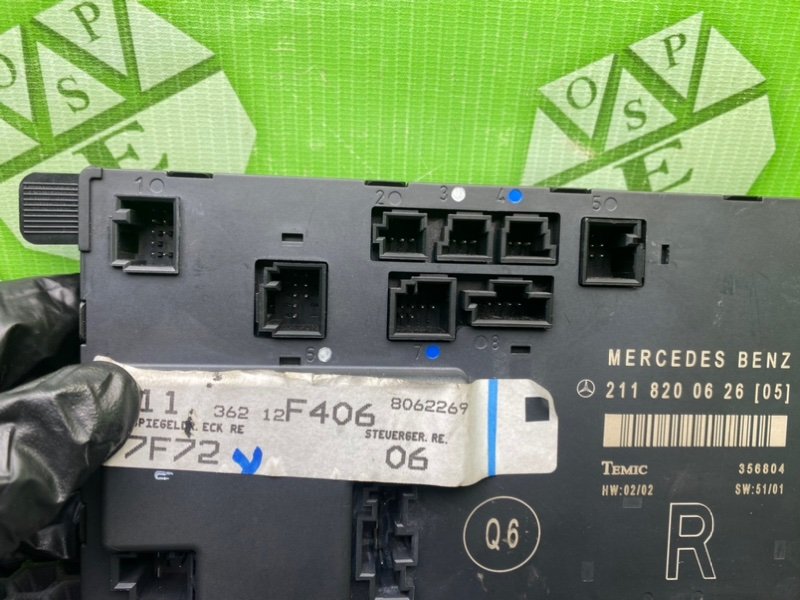 O S P E
O S P E
1 2 3 4 5
6 7 8
MERCEDES BENZ
211 820 06 26 [05]
TEMIC 356804
HW:02/02 SW:51/01
Q6
R
11. 362 12 F406 8062269
SPIEGELDR. ECK RE STEUERGER. RE.
7F72 06